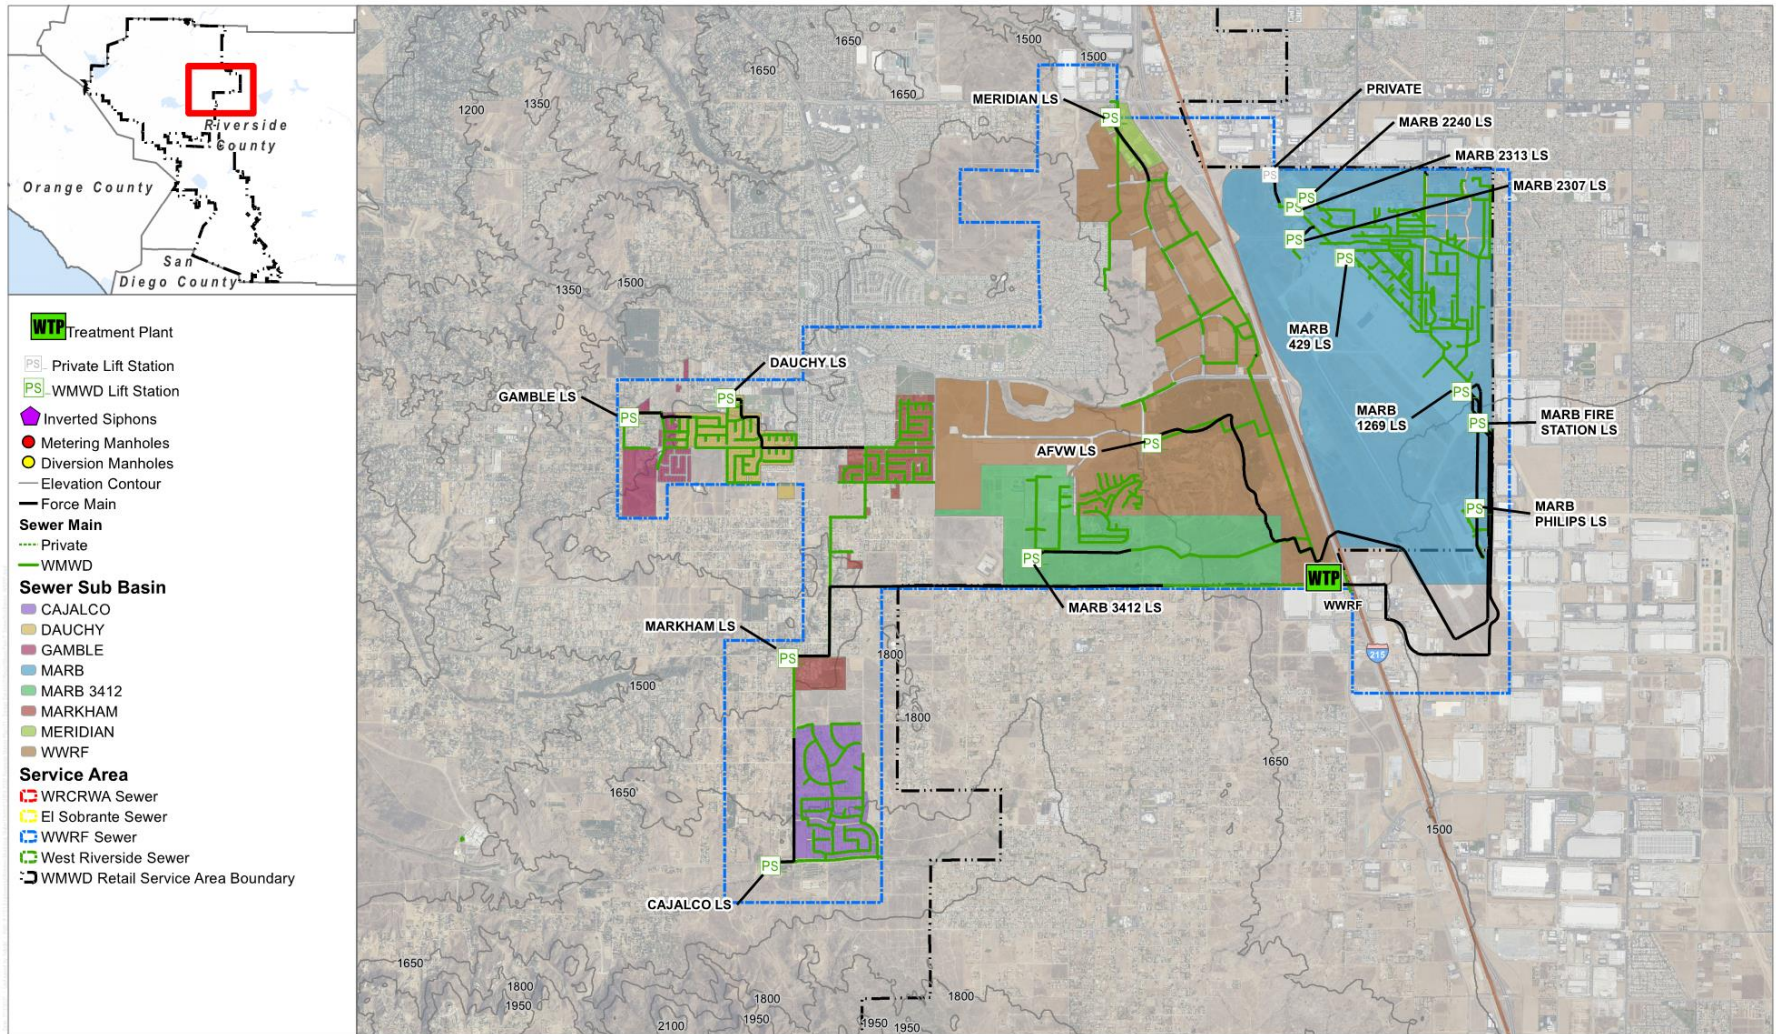 Riverside
County
Orange County
San
Diego County
WTP Treatment Plant
PS Private Lift Station
PS WMWD Lift Station
Inverted Siphons
Metering Manholes
Diversion Manholes
Elevation Contour
Force Main
Sewer Main
Private
WMWD
Sewer Sub Basin
CAJALCO
DAUCHY
GAMBLE
MARB
MARB 3412
MARKHAM
MERIDIAN
WWRF
Service Area
WRCRWA Sewer
El Sobrante Sewer
WWRF Sewer
West Riverside Sewer
WMWD Retail Service Area Boundary
1650
1500
1500
1650
1650
1350
1200
MERIDIAN LS
PS
PRIVATE
PS
MARB 2240 LS
PS
MARB 2313 LS
PS
MARB 2307 LS
PS
PS
MARB
429 LS
1500
1350
DAUCHY LS
PS
GAMBLE LS
PS
AFVW LS
PS
MARB
1269 LS
PS
MARB FIRE
STATION LS
PS
MARB
PHILIPS LS
PS
PS
MARB 3412 LS
WTP
WWRF
215
MARKHAM LS
PS
1800
1500
1800
1650
1650
1500
PS
CAJALCO LS
1650
1800
1950
1800
1950
2100
1950
1950
1800